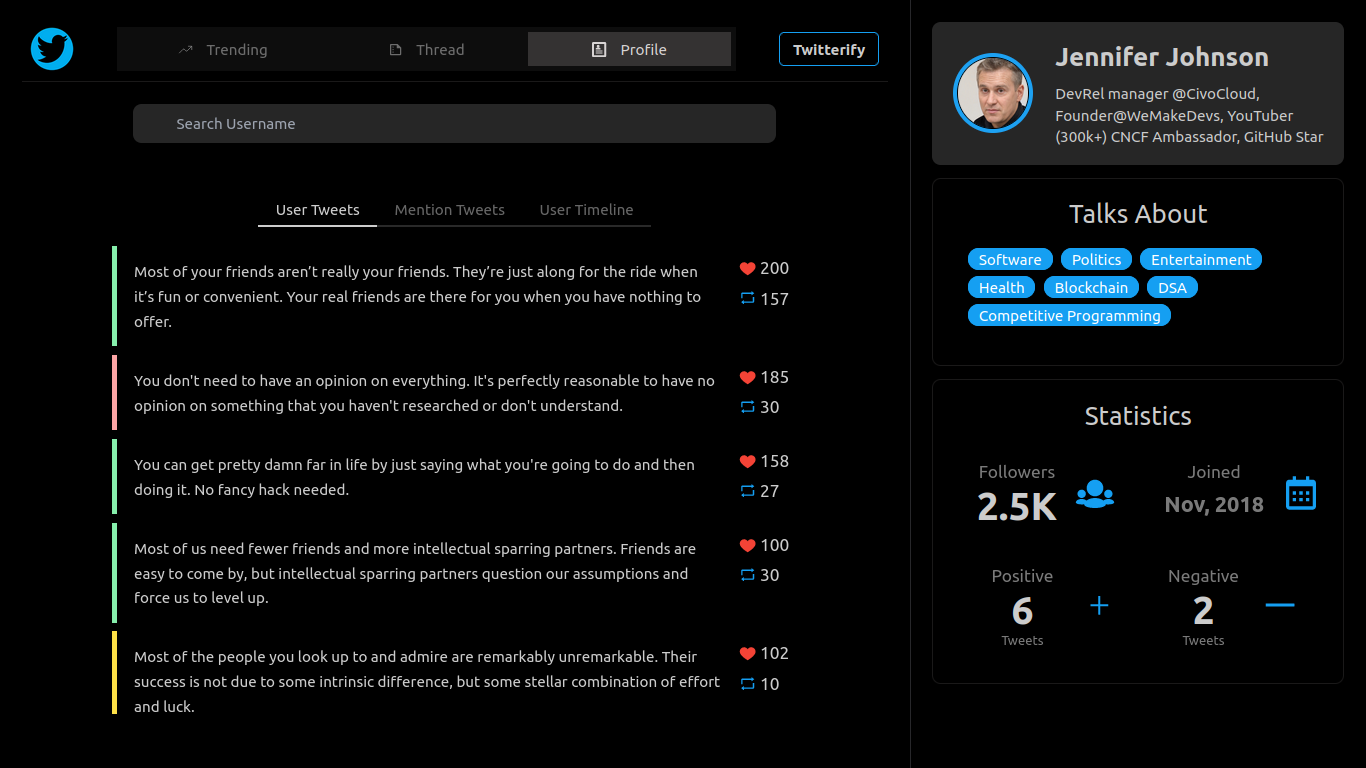 Trending
Thread
Profile
Twitterify
Search Username
User Tweets
Mention Tweets
User Timeline
Most of your friends aren’t really your friends. They’re just along for the ride when
it’s fun or convenient. Your real friends are there for you when you have nothing to
offer.
200
157
You don't need to have an opinion on everything. It's perfectly reasonable to have no
opinion on something that you haven't researched or don't understand.
185
30
You can get pretty damn far in life by just saying what you're going to do and then
doing it. No fancy hack needed.
158
27
Most of us need fewer friends and more intellectual sparring partners. Friends are
easy to come by, but intellectual sparring partners question our assumptions and
force us to level up.
100
30
Most of the people you look up to and admire are remarkably unremarkable. Their
success is not due to some intrinsic difference, but some stellar combination of effort
and luck.
102
10
Jennifer Johnson
DevRel manager @CivoCloud,
Founder@WeMakeDevs, YouTuber
(300k+) CNCF Ambassador, GitHub Star
Talks About
Software
Politics
Entertainment
Health
Blockchain
DSA
Competitive Programming
Statistics
Followers
2.5K
Joined
Nov, 2018
Positive
6
Tweets
Negative
2
Tweets